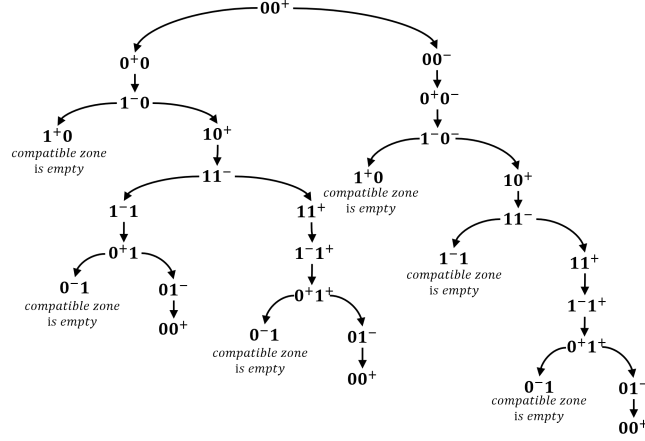 00⁺
0⁺0
00⁻
1⁻0
0⁺0⁻
1⁺0
compatible zone
is empty
10⁺
1⁻0⁻
11⁻
1⁺0
compatible zone
is empty
10⁺
1⁻1
11⁺
11⁻
0⁺1
1⁻1⁺
1⁻1
compatible zone
is empty
11⁺
0⁻1
compatible zone
is empty
01⁻
0⁺1⁺
1⁻1⁺
00⁺
0⁻1
compatible zone
is empty
01⁻
0⁺1⁺
00⁺
0⁻1
compatible zone
is empty
01⁻
00⁺